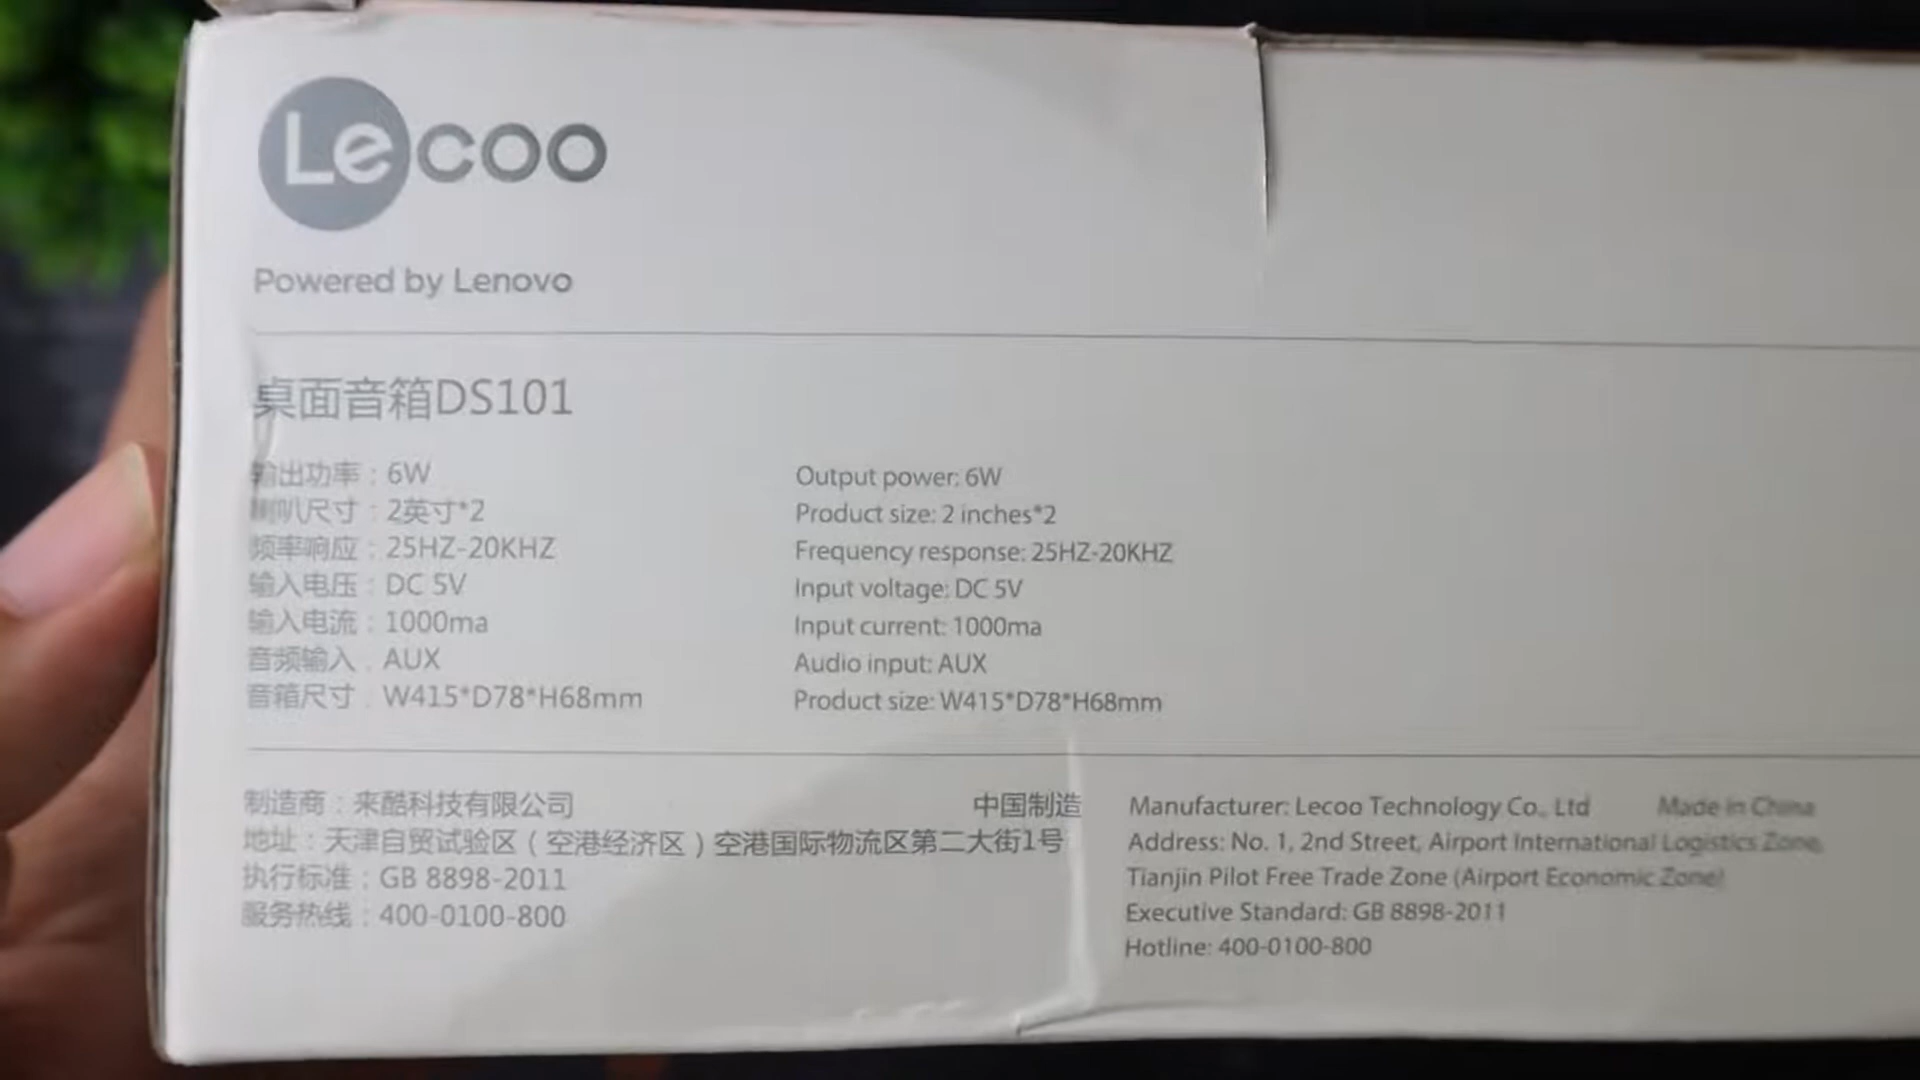 Lecoo
Powered by Lenovo
桌面音箱DS101
输出功率：6W
喇叭尺寸：2英寸*2
频率响应：25HZ-20KHZ
输入电压：DC 5V
输入电流：1000ma
音频输入：AUX
音箱尺寸：W415*D78*H68mm
Output power: 6W
Product size: 2 inches*2
Frequency response: 25HZ-20KHZ
Input voltage: DC 5V
Input current: 1000ma
Audio input: AUX
Product size: W415*D78*H68mm
制造商：来酷科技有限公司 中国制造
地址：天津自贸试验区（空港经济区）空港国际物流区第二大街1号
执行标准：GB 8898-2011
服务热线：400-0100-800
Manufacturer: Lecoo Technology Co., Ltd Made in China
Address: No. 1, 2nd Street, Airport International Logistics Zone,
Tianjin Pilot Free Trade Zone (Airport Economic Zone)
Executive Standard: GB 8898-2011
Hotline: 400-0100-800